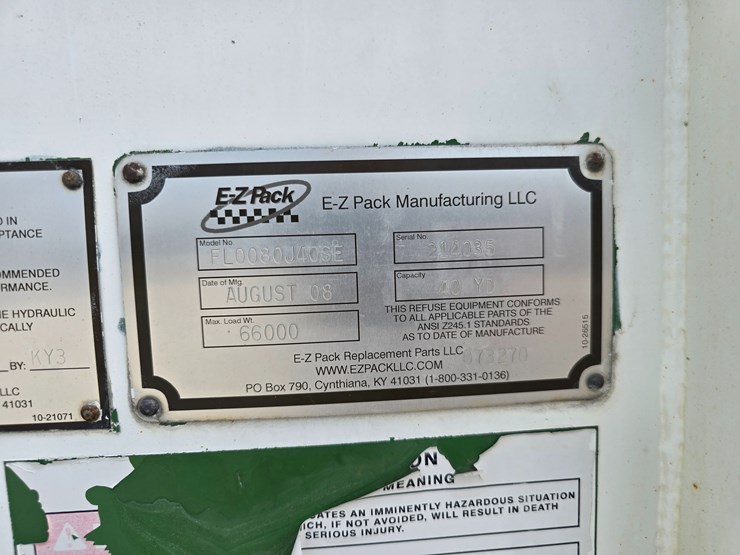 D IN
PTANCE
OMMENDED
RMANCE.
E HYDRAULIC
CALLY
BY: KY3
LLC
41031
10-21071
E-Z Pack
E-Z Pack Manufacturing LLC
Model No.
Serial No.
Date of Mfg.
AUGUST 08
Capacity
40 YD
Max. Load Wt.
66000
THIS REFUSE EQUIPMENT CONFORMS
TO ALL APPLICABLE PARTS OF THE
ANSI Z245.1 STANDARDS
AS TO DATE OF MANUFACTURE
E-Z Pack Replacement Parts LLC
WWW.EZPACKLLC.COM
PO Box 790, Cynthiana, KY 41031 (1-800-331-0136)
ON
MEANING
ATES AN IMMINENTLY HAZARDOUS SITUATION
ICH, IF NOT AVOIDED, WILL RESULT IN DEATH
SERIOUS INJURY.